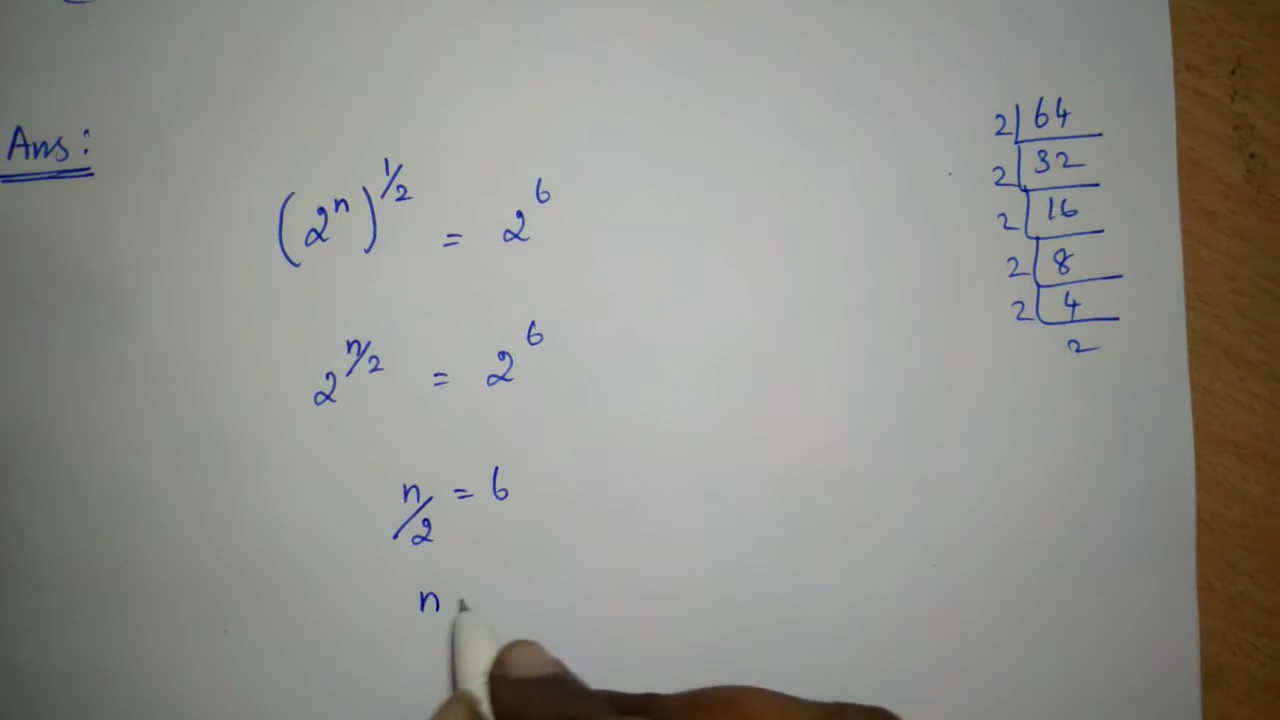 Ans:
(2^n)^1/2 = 2^6
2^n/2 = 2^6
n/2 = 6
n
2 | 64
2 | 32
2 | 16
2 | 8
2 | 4
2